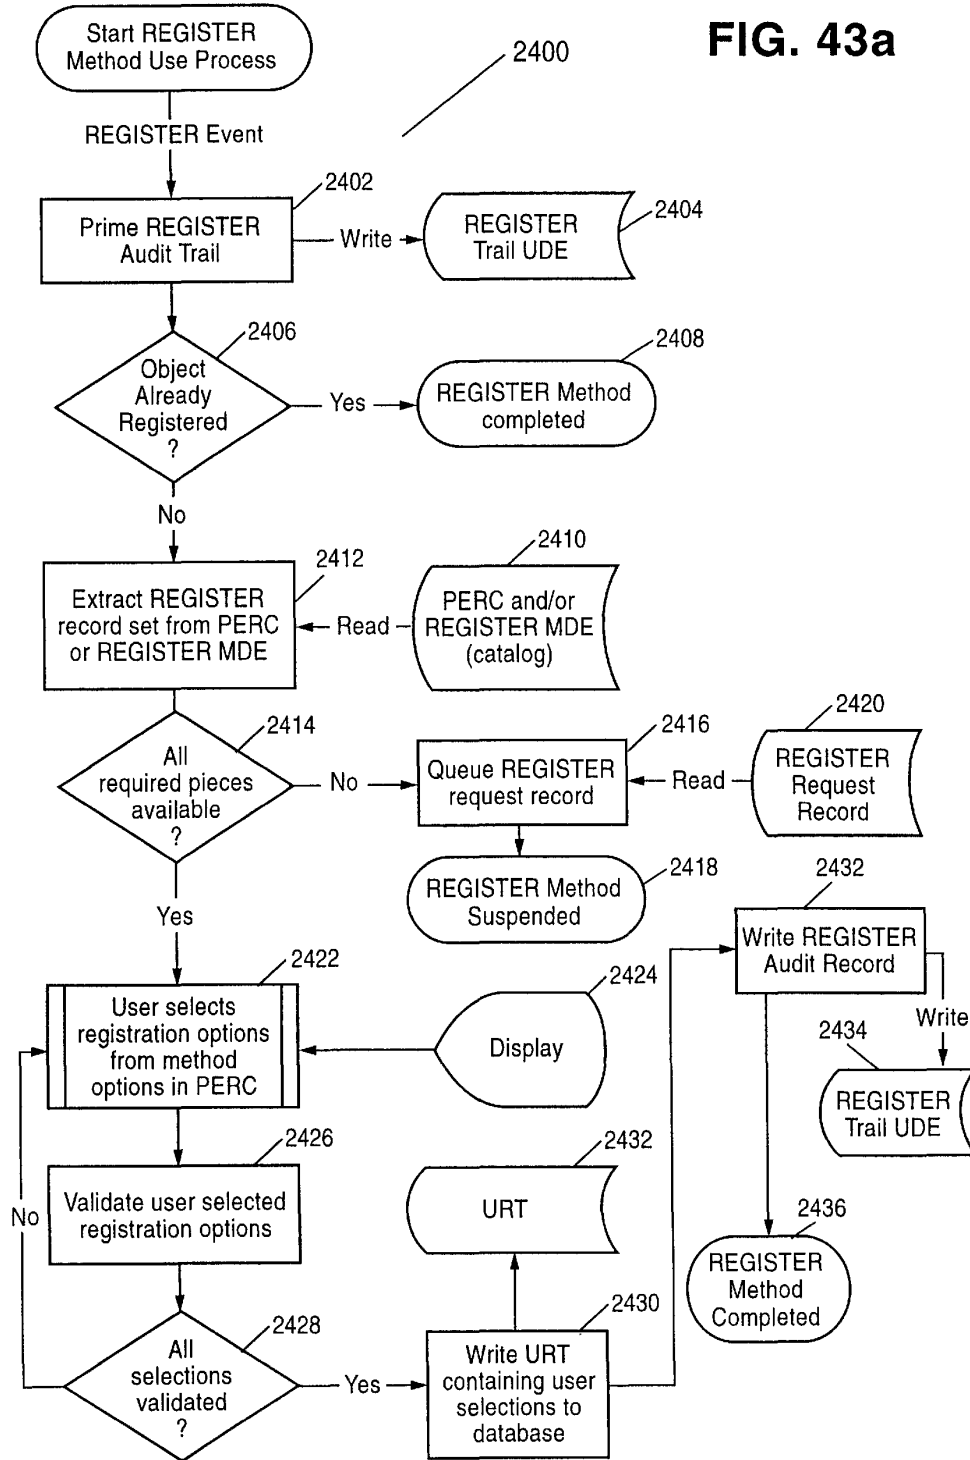 FIG. 43a
Start REGISTER
Method Use Process
2400
REGISTER Event
2402
Prime REGISTER
Audit Trail
Write
REGISTER
Trail UDE
2404
2406
Object
Already
Registered
?
Yes
2408
REGISTER Method
completed
No
2412
Extract REGISTER
record set from PERC
or REGISTER MDE
Read
2410
PERC and/or
REGISTER MDE
(catalog)
2414
All
required pieces
available
?
No
2416
Queue REGISTER
request record
Read
2420
REGISTER
Request
Record
2418
REGISTER Method
Suspended
Yes
2422
User selects
registration options
from method
options in PERC
2424
Display
2432
Write REGISTER
Audit Record
Write
2434
REGISTER
Trail UDE
2426
Validate user selected
registration options
No
2432
URT
2436
REGISTER
Method
Completed
2428
All
selections
validated
?
Yes
2430
Write URT
containing user
selections to
database